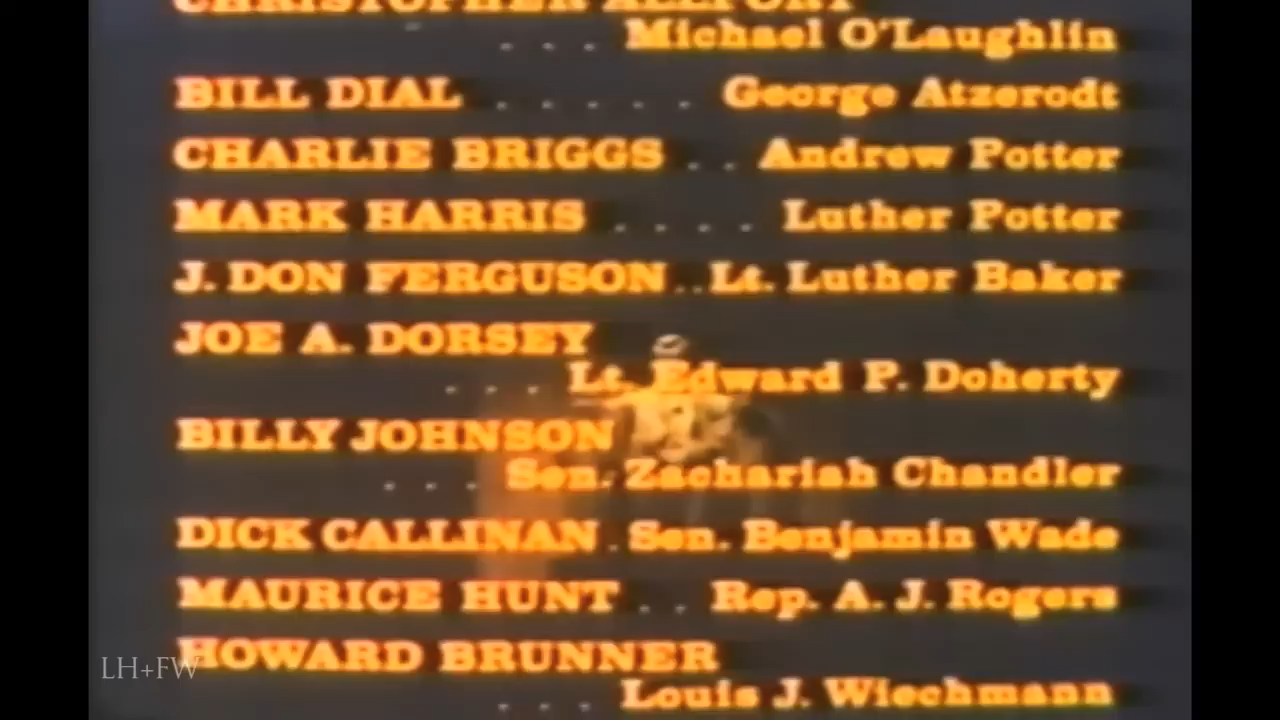 CHRISTOPHER ALLPORT
. . . Michael O'Laughlin
BILL DIAL . . . . . George Atzerodt
CHARLIE BRIGGS . . Andrew Potter
MARK HARRIS . . . . Luther Potter
J. DON FERGUSON . . Lt. Luther Baker
JOE A. DORSEY
. . . Lt. Edward P. Doherty
BILLY JOHNSON
. . . Sen. Zachariah Chandler
DICK CALLINAN . Sen. Benjamin Wade
MAURICE HUNT . . Rep. A. J. Rogers
HOWARD BRUNNER
. . . Louis J. Wiechmann
LH+FW